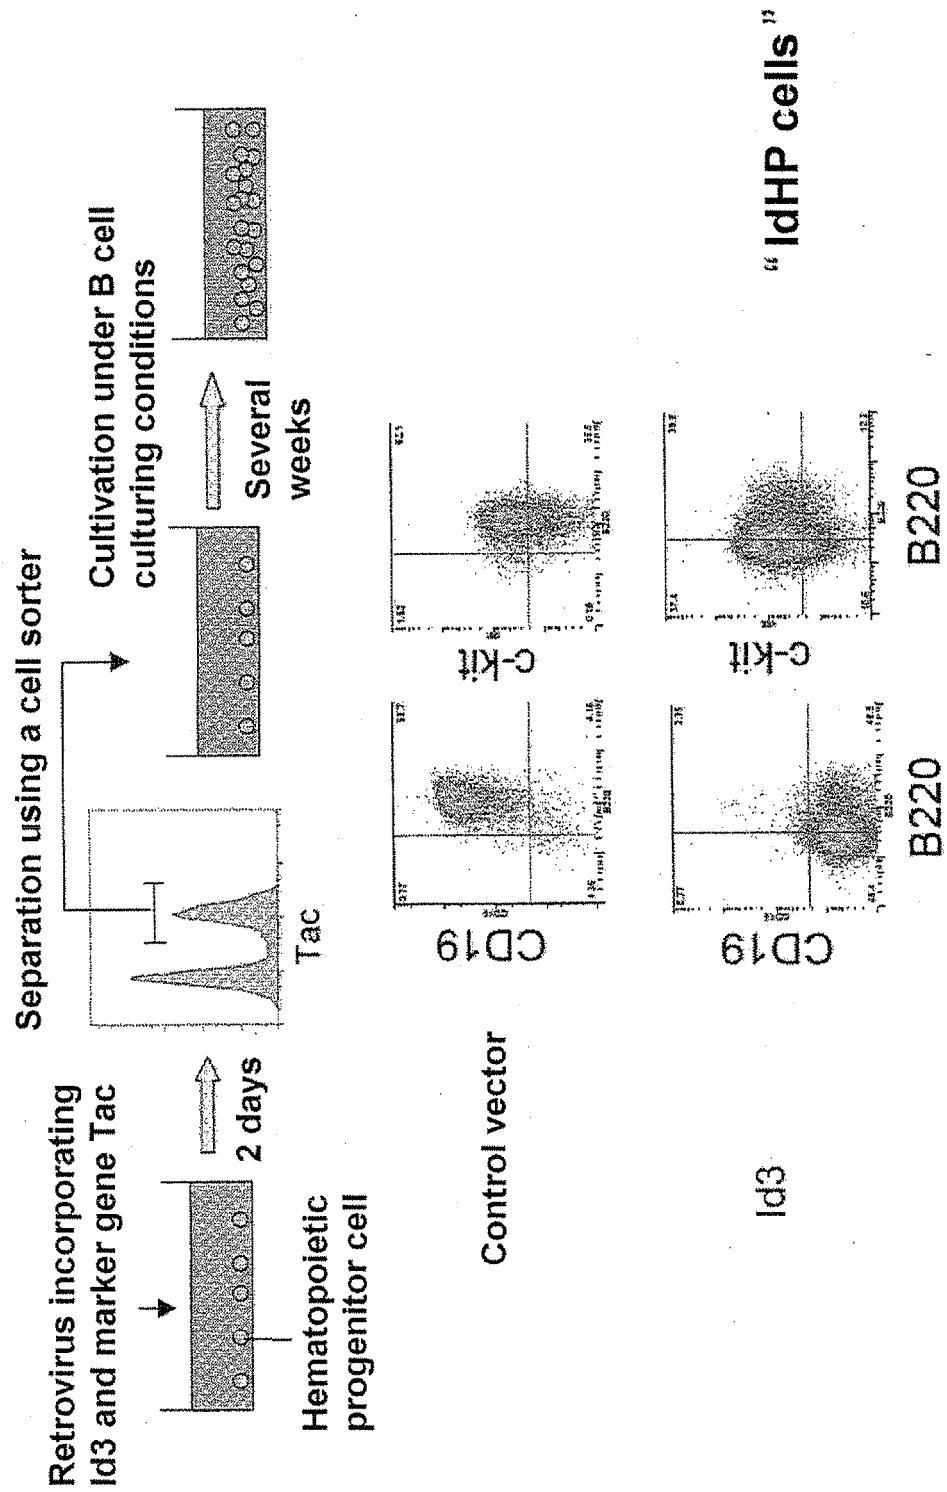 Retrovirus incorporating
Id3 and marker gene Tac
Hematopoietic
progenitor cell
2 days
Separation using a cell sorter
Tac
Cultivation under B cell
culturing conditions
Several
weeks
Control vector
CD19
c-kit
Id3
CD19
B220
c-kit
B220
“IdHP cells”